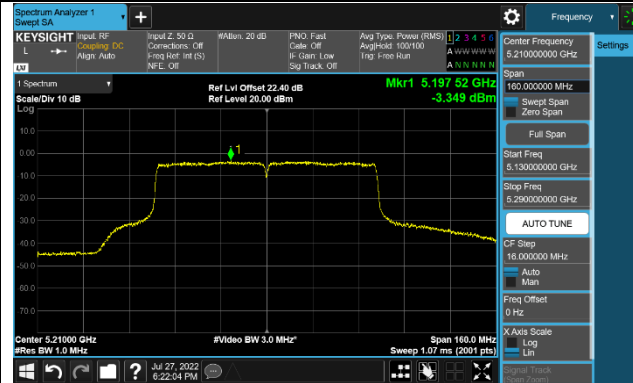 Spectrum Analyzer 1
Swept SA
Frequency
KEYSIGHT
L
LXI
Input: RF
Coupling: DC
Align: Auto
Input Z: 50 Ω
Corrections: Off
Freq Ref: Int (S)
NFE: Off
#Atten: 20 dB
PNO: Fast
Gate: Off
IF Gain: Low
Sig Track: Off
Avg Type: Power (RMS)
Avg|Hold: 100/100
Trig: Free Run
1 2 3 4 5 6
A W W W W W
A N N N N N
1 Spectrum
Scale/Div 10 dB
Log
Ref Lvl Offset 22.40 dB
Ref Level 20.00 dBm
Mkr1 5.197 52 GHz
-3.349 dBm
1
10.0
0.00
-10.0
-20.0
-30.0
-40.0
-50.0
-60.0
-70.0
Center 5.21000 GHz
#Res BW 1.0 MHz
#Video BW 3.0 MHz*
Span 160.0 MHz
Sweep 1.07 ms (2001 pts)
Jul 27, 2022
6:22:04 PM
Center Frequency
5.210000000 GHz
Settings
Span
160.000000 MHz
Swept Span
Zero Span
Full Span
Start Freq
5.130000000 GHz
Stop Freq
5.290000000 GHz
AUTO TUNE
CF Step
16.000000 MHz
Auto
Man
Freq Offset
0 Hz
X Axis Scale
Log
Lin
Signal Track
(Span Zoom)